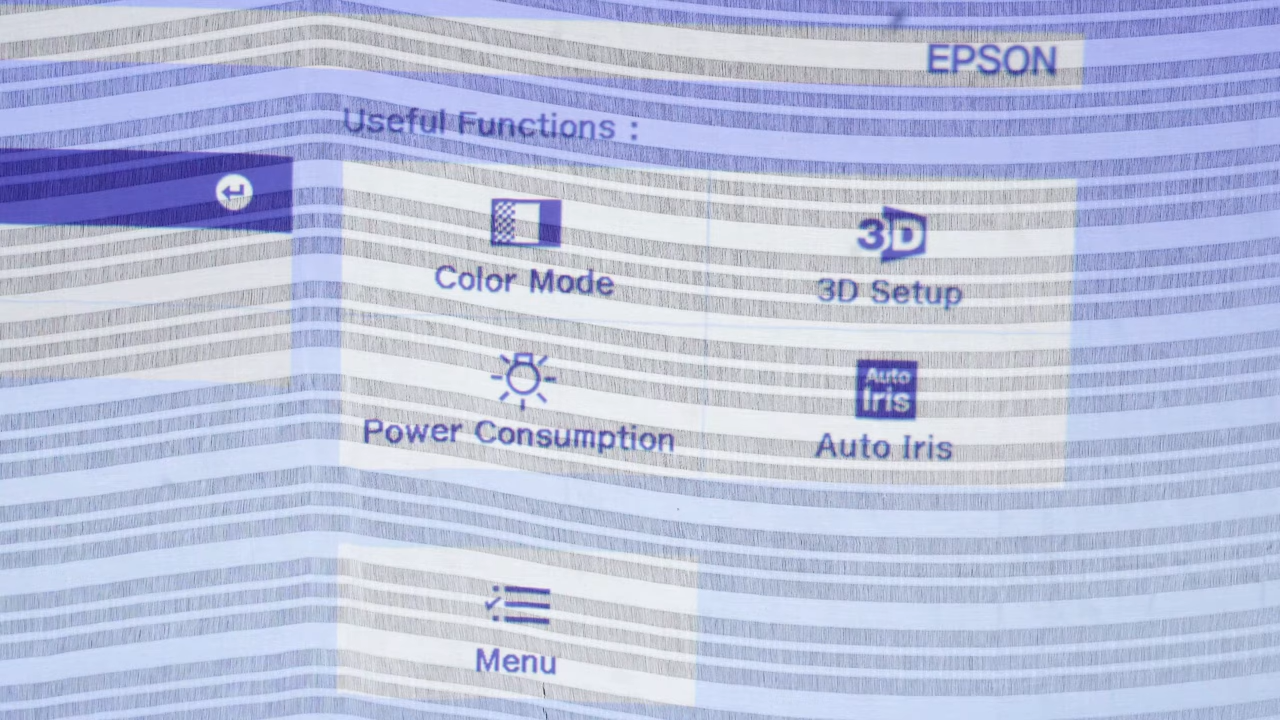 EPSON
Useful Functions :
Color Mode
3D
3D Setup
Power Consumption
Auto
Iris
Auto Iris
Menu